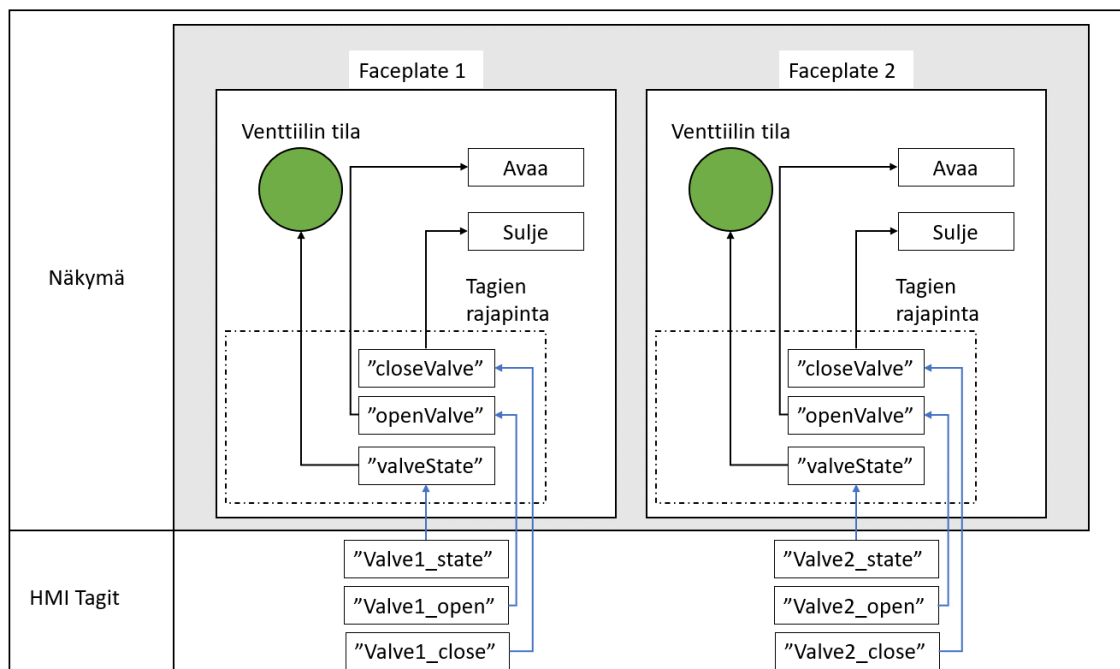 Faceplate 1
Faceplate 2
Venttiilin tila
Avaa
Sulje
Tagien
rajapinta
”closeValve”
”openValve”
”valveState”
Venttiilin tila
Avaa
Sulje
Tagien
rajapinta
”closeValve”
”openValve”
”valveState”
Näkymä
HMI Tagit
”Valve1_state”
”Valve1_open”
”Valve1_close”
”Valve2_state”
”Valve2_open”
”Valve2_close”